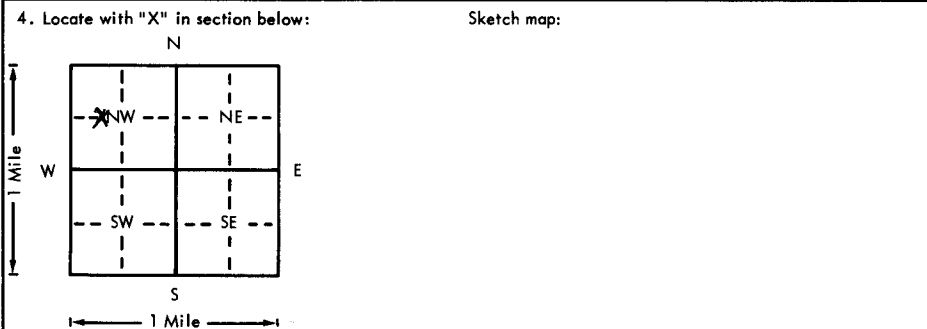 4. Locate with "X" in section below: Sketch map:
N
X NW NE
1 Mile
W E
SW SE
S
1 Mile